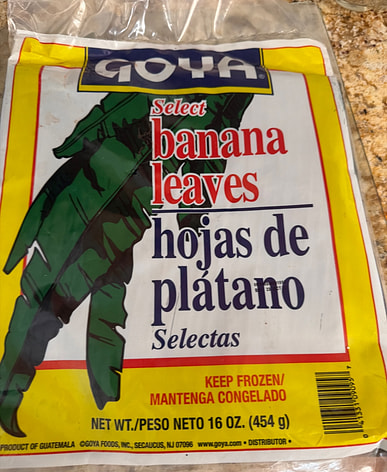 GOYA®
Select
banana
leaves
hojas de
plátano
Selectas
KEEP FROZEN/
MANTENGA CONGELADO
NET WT./PESO NETO 16 OZ. (454 g)
PRODUCT OF GUATEMALA ©GOYA FOODS, INC., SECAUCUS, NJ 07096 www.goya.com • DISTRIBUTOR •